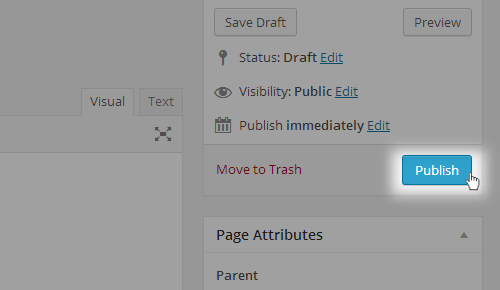 Save Draft Preview
Status: Draft Edit
Visibility: Public Edit
Visual Text
Publish immediately Edit
Move to Trash Publish
Page Attributes
Parent